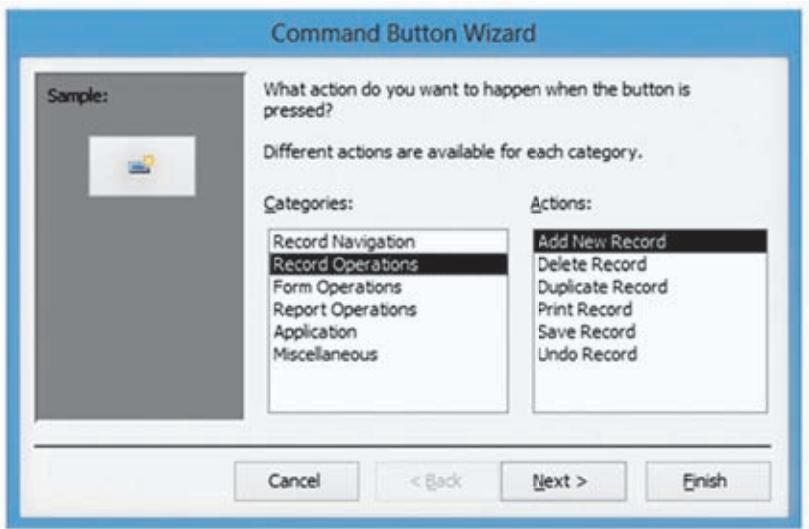 Command Button Wizard
Sample:
What action do you want to happen when the button is
pressed?
Different actions are available for each category.
Categories:
Record Navigation
Record Operations
Form Operations
Report Operations
Application
Miscellaneous
Actions:
Add New Record
Delete Record
Duplicate Record
Print Record
Save Record
Undo Record
Cancel
< Back
Next >
Finish